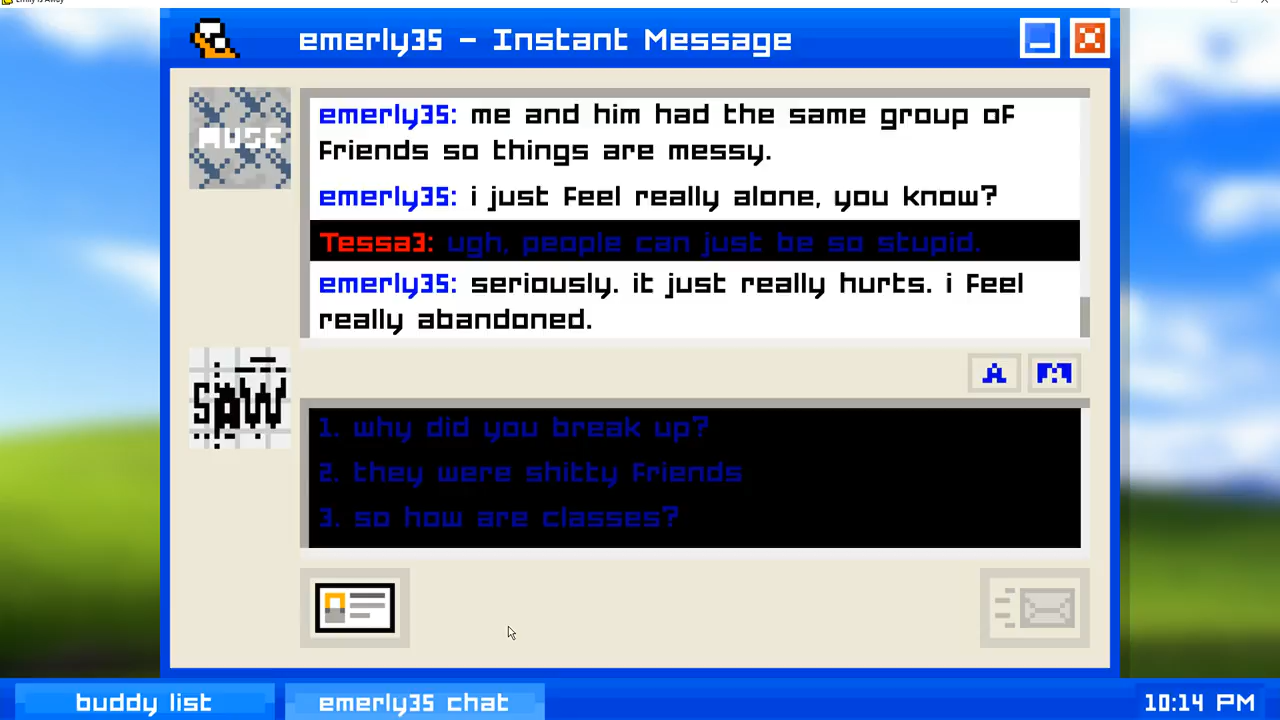 Emily is Away
emerly35 - Instant Message
MUSE
emerly35: me and him had the same group of
friends so things are messy.
emerly35: i just feel really alone, you know?
Tessa3: ugh, people can just be so stupid.
emerly35: seriously. it just really hurts. i feel
really abandoned.
SAW
A M
1. why did you break up?
2. they were shitty friends
3. so how are classes?
buddy list
emerly35 chat
10:14 PM